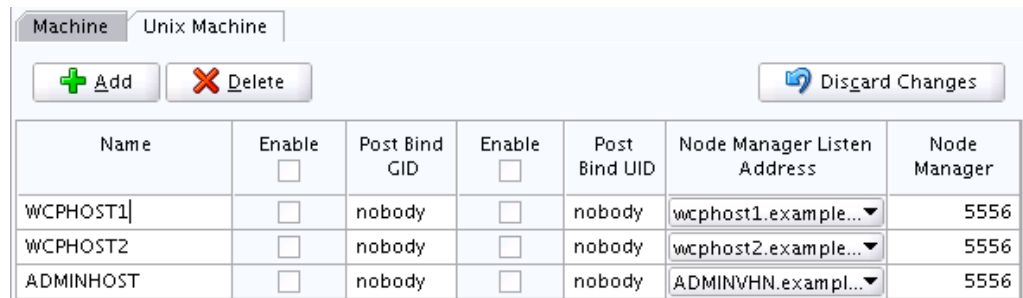 Machine Unix Machine
Add Delete Discard Changes
Name Enable Post Bind GID Enable Post Bind UID Node Manager Listen Address Node Manager
WCPHOST1 nobody nobody wcphost1.example... 5556
WCPHOST2 nobody nobody wcphost2.example... 5556
ADMINHOST nobody nobody ADMINVHN.exampl... 5556